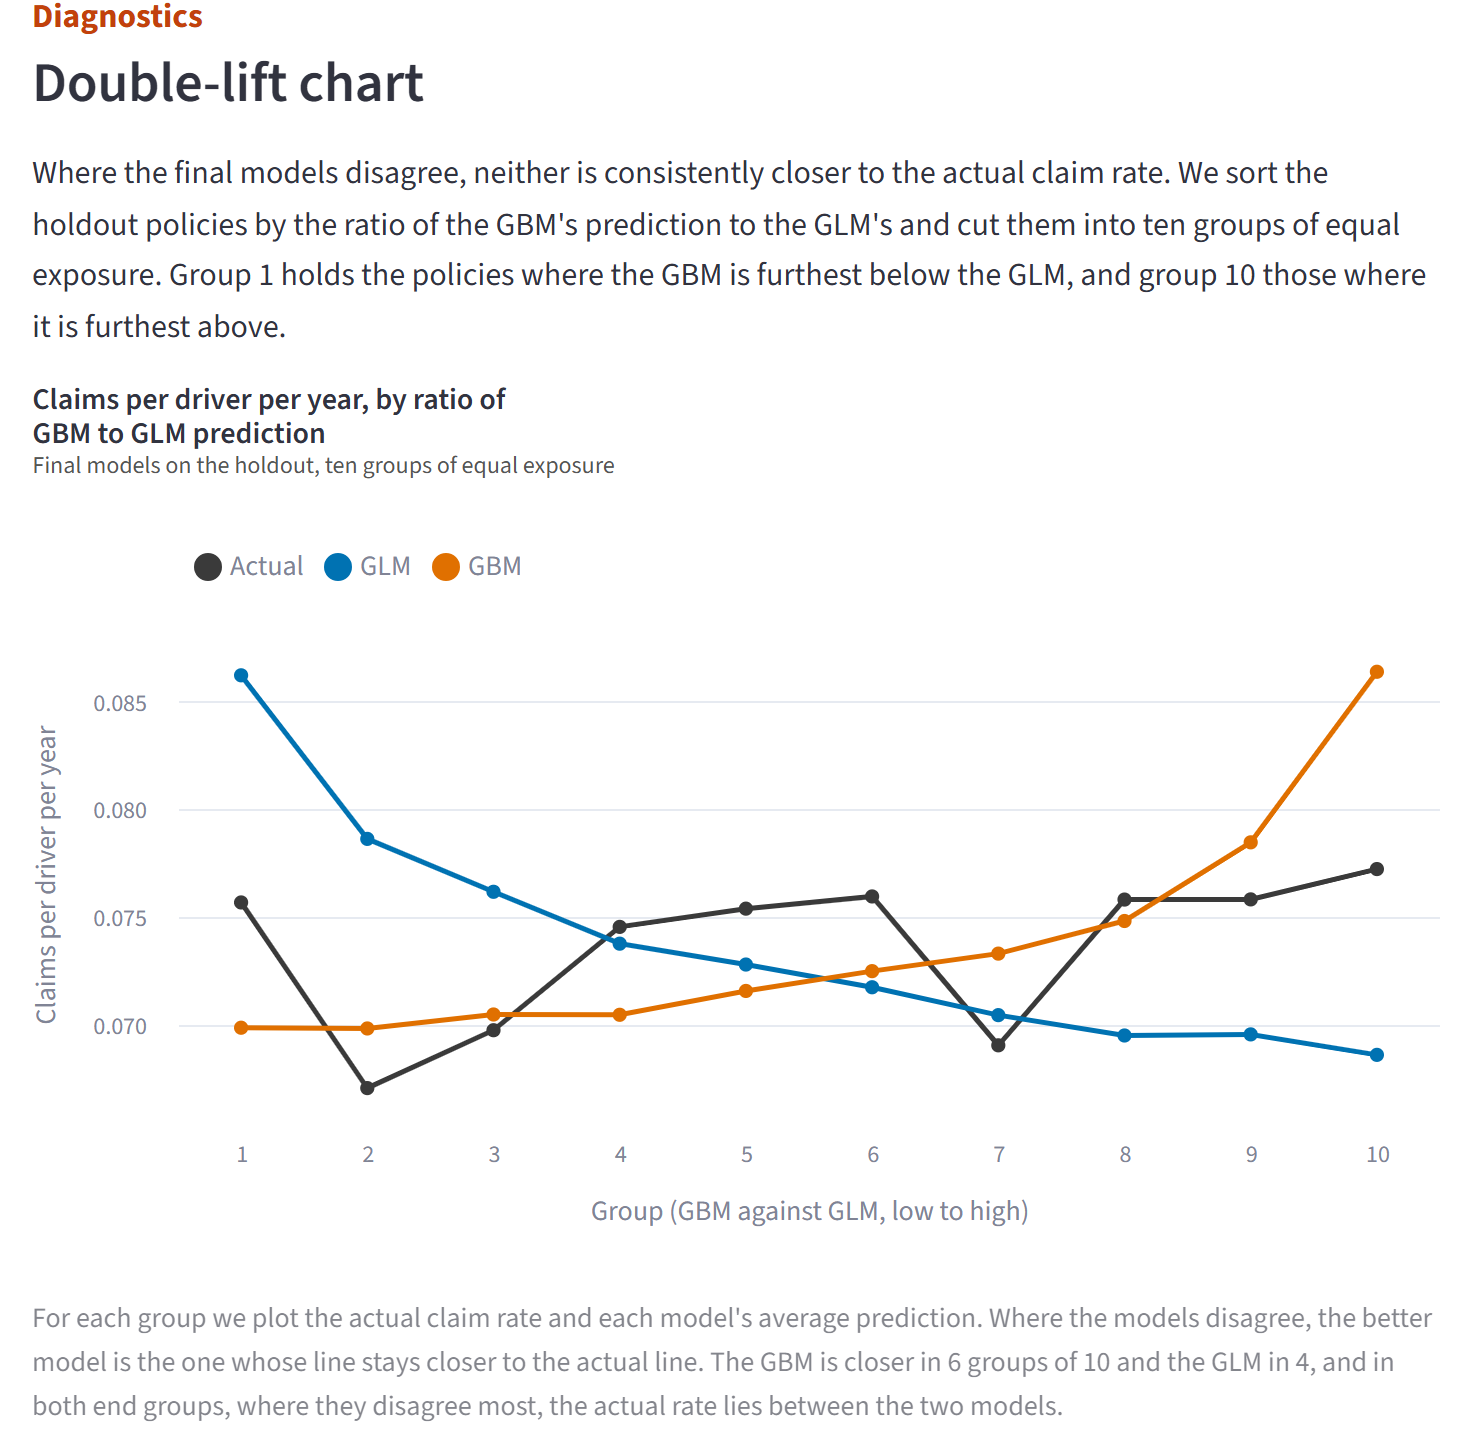 Diagnostics
Double-lift chart
Where the final models disagree, neither is consistently closer to the actual claim rate. We sort the
holdout policies by the ratio of the GBM's prediction to the GLM's and cut them into ten groups of equal
exposure. Group 1 holds the policies where the GBM is furthest below the GLM, and group 10 those where
it is furthest above.
Claims per driver per year, by ratio of
GBM to GLM prediction
Final models on the holdout, ten groups of equal exposure
Actual GLM GBM
Claims per driver per year
0.085
0.080
0.075
0.070
1 2 3 4 5 6 7 8 9 10
Group (GBM against GLM, low to high)
For each group we plot the actual claim rate and each model's average prediction. Where the models disagree, the better
model is the one whose line stays closer to the actual line. The GBM is closer in 6 groups of 10 and the GLM in 4, and in
both end groups, where they disagree most, the actual rate lies between the two models.